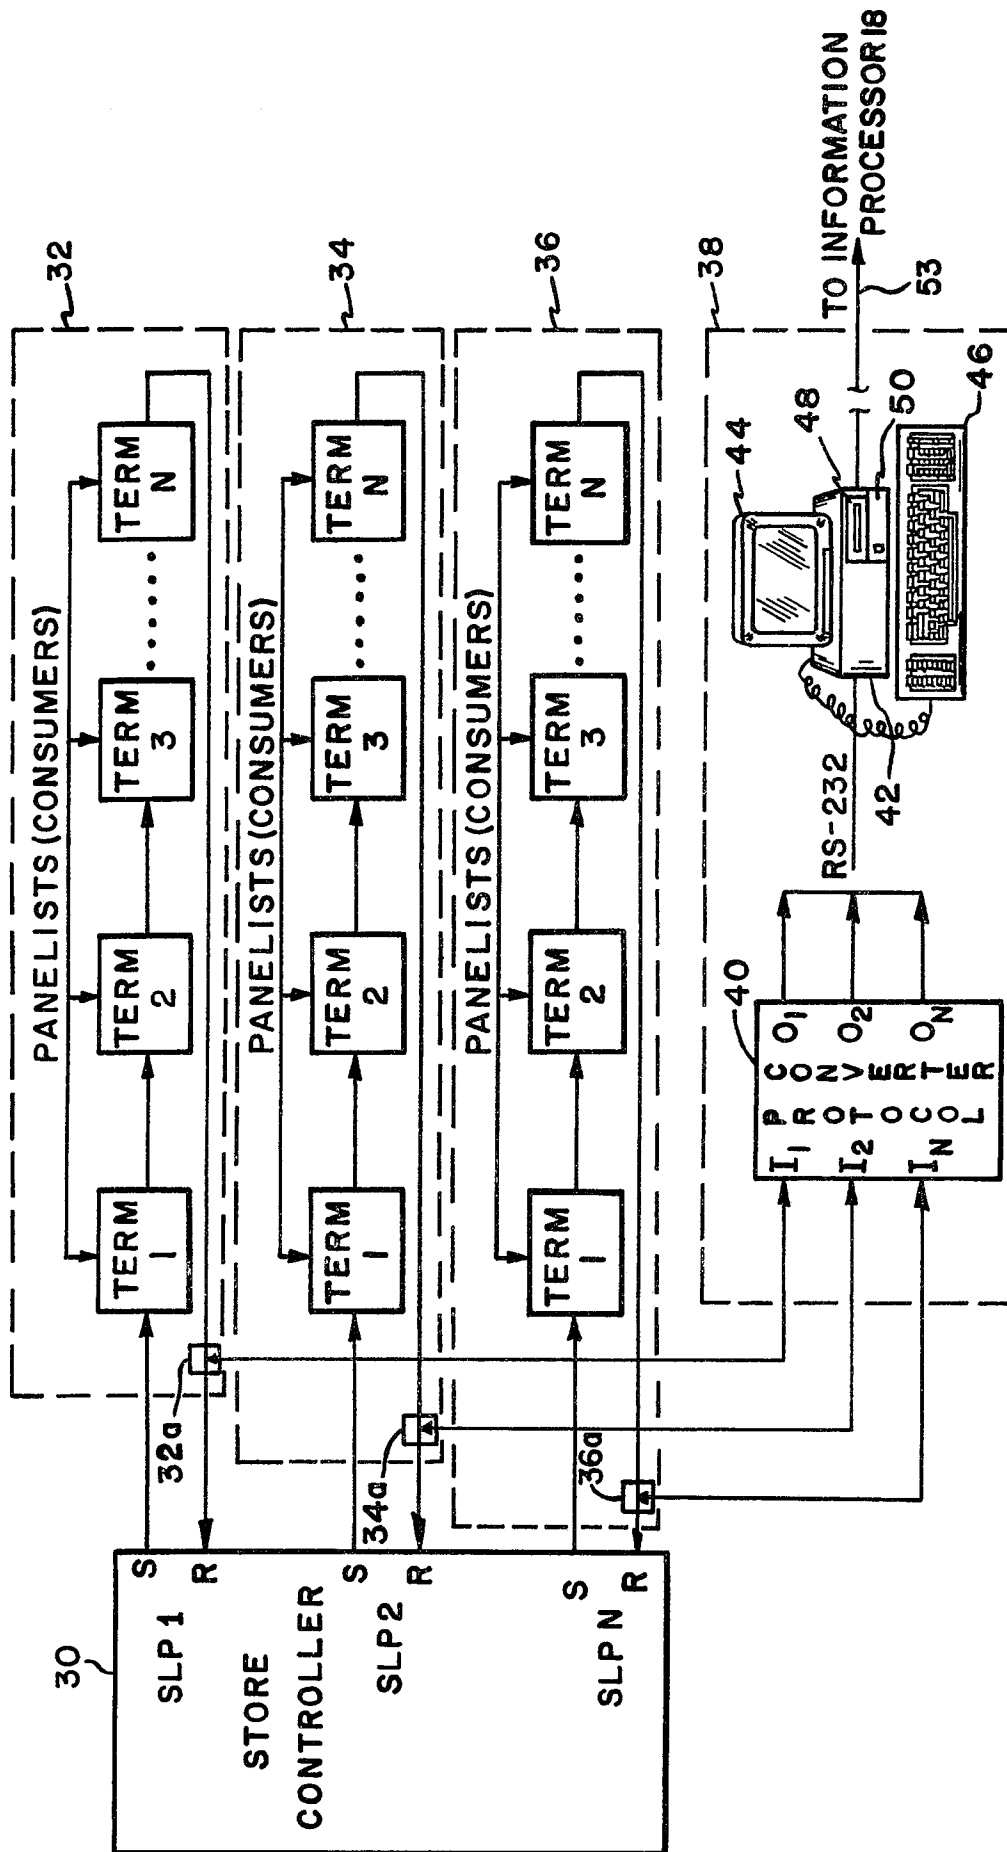 30
STORE
CONTROLLER
SLP 1
S
R
SLP 2
S
R
SLP N
S
R
32
PANELISTS (CONSUMERS)
TERM
1
TERM
2
TERM
3
TERM
N
32a
34
PANELISTS (CONSUMERS)
TERM
1
TERM
2
TERM
3
TERM
N
34a
36
PANELISTS (CONSUMERS)
TERM
1
TERM
2
TERM
3
TERM
N
36a
38
40
I1
I2
IN
PROTOCOL
CONVERTER
O1
O2
ON
RS-232
42
44
48
50
46
53
TO INFORMATION
PROCESSOR 18